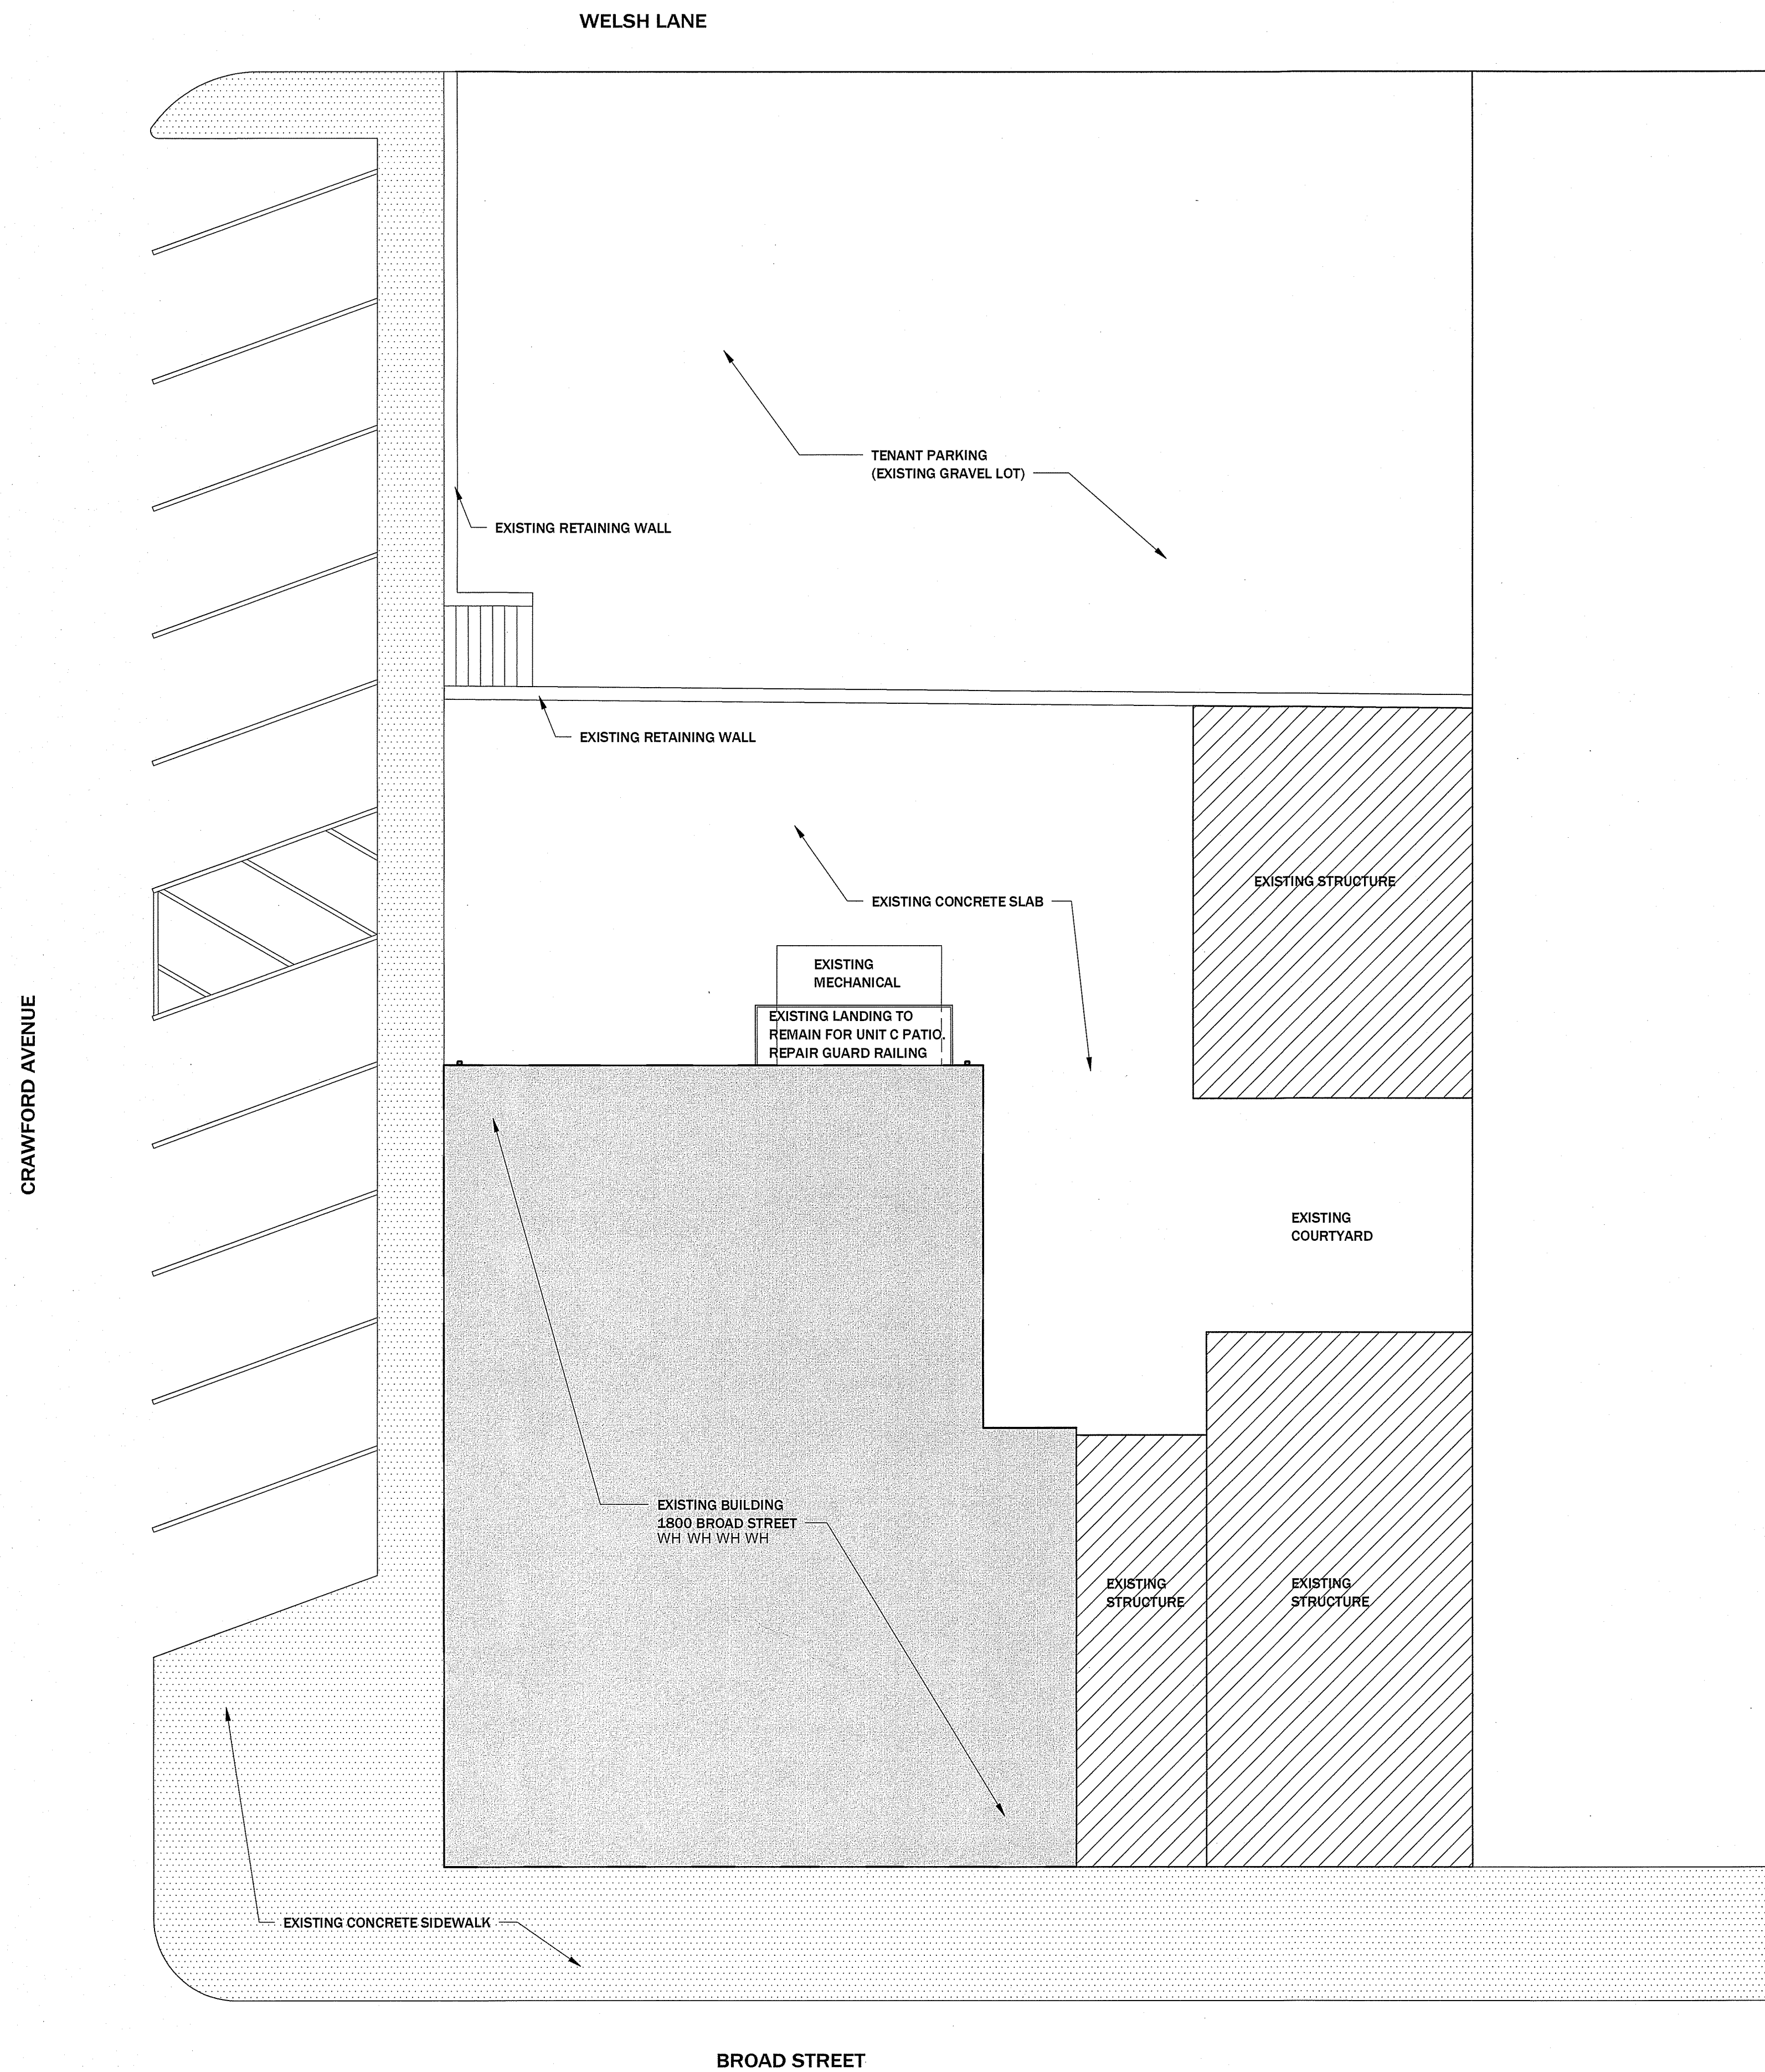 WELSH LANE
TENANT PARKING
(EXISTING GRAVEL LOT)
EXISTING RETAINING WALL
EXISTING RETAINING WALL
EXISTING STRUCTURE
EXISTING CONCRETE SLAB
EXISTING
MECHANICAL
EXISTING LANDING TO
REMAIN FOR UNIT C PATIO.
REPAIR GUARD RAILING
CRAWFORD AVENUE
EXISTING
COURTYARD
EXISTING BUILDING
1800 BROAD STREET
WH WH WH WH
EXISTING
STRUCTURE
EXISTING
STRUCTURE
EXISTING CONCRETE SIDEWALK
BROAD STREET